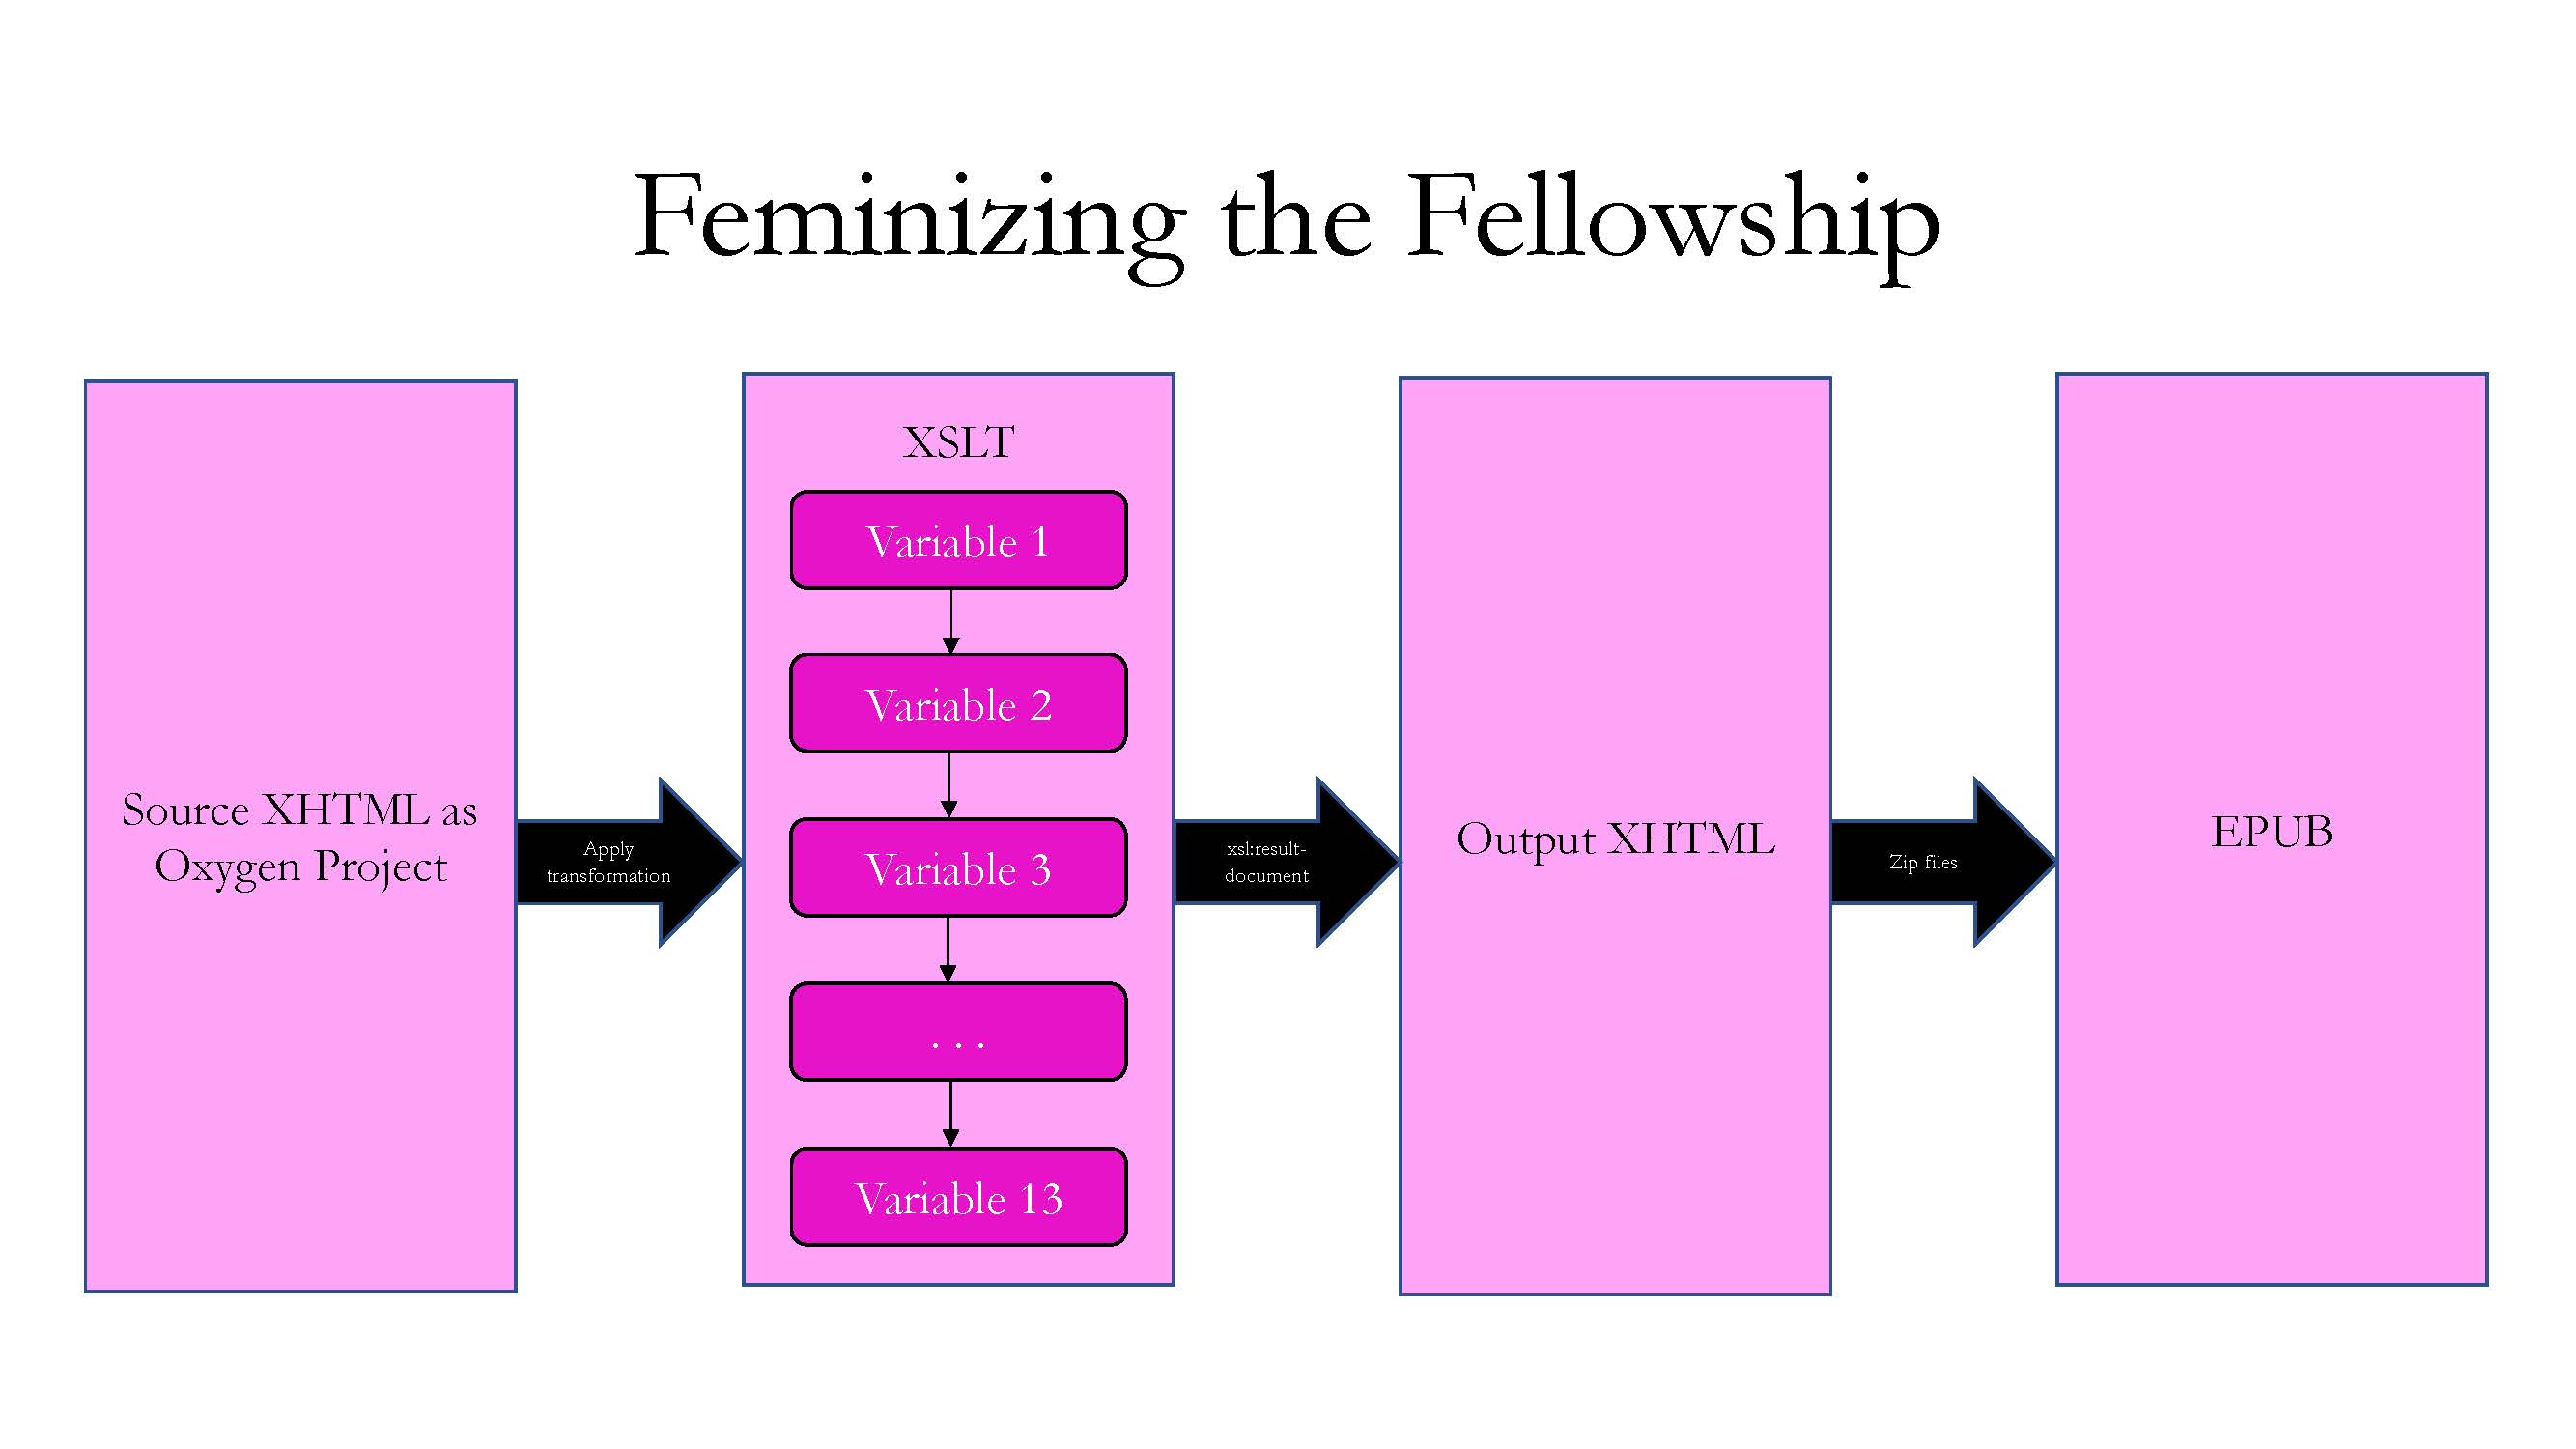 Feminizing the Fellowship
Source XHTML as
Oxygen Project
Apply
transformation
XSLT
Variable 1
Variable 2
Variable 3
. . .
Variable 13
xsl:result-
document
Output XHTML
Zip files
EPUB